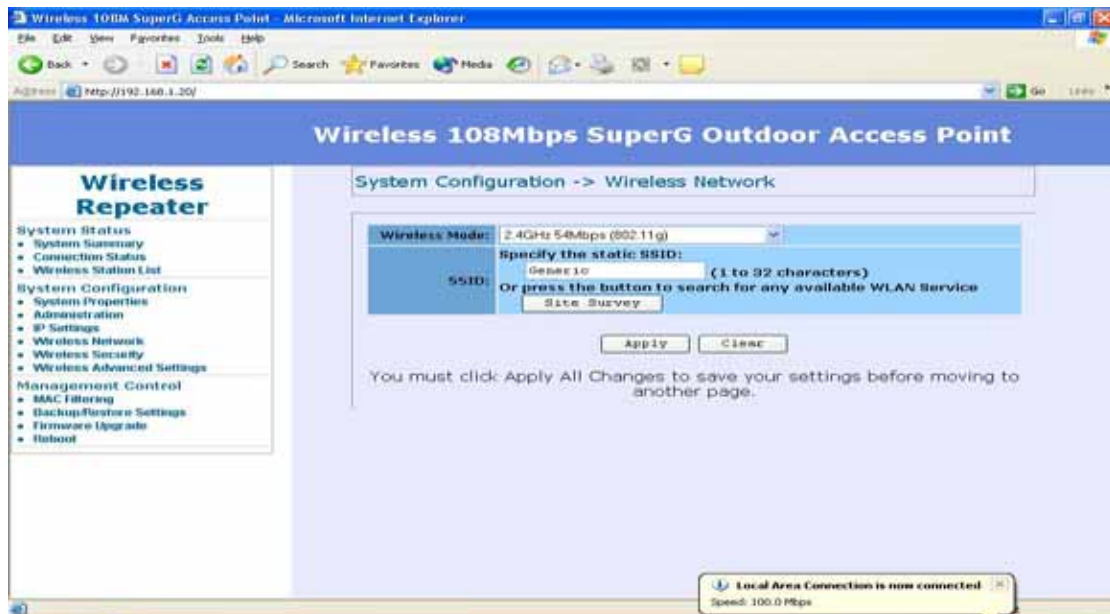 Wireless 108M SuperG Access Point - Microsoft Internet Explorer
File Edit View Favorites Tools Help
Back Search Favorites Media
Address http://192.168.1.20/ Go Links
Wireless 108Mbps SuperG Outdoor Access Point
Wireless
Repeater
System Status
System Summary
Connection Status
Wireless Station List
System Configuration
System Properties
Administration
IP Settings
Wireless Network
Wireless Security
Wireless Advanced Settings
Management Control
MAC Filtering
Backup/Restore Settings
Firmware Upgrade
Reboot
System Configuration -> Wireless Network
Wireless Mode: 2.4GHz 54Mbps (802.11g)
SSID:
Specify the static SSID:
Generic (1 to 32 characters)
Or press the button to search for any available WLAN Service
Site Survey
Apply Clear
You must click Apply All Changes to save your settings before moving to
another page.
Local Area Connection is now connected
Speed: 100.0 Mbps